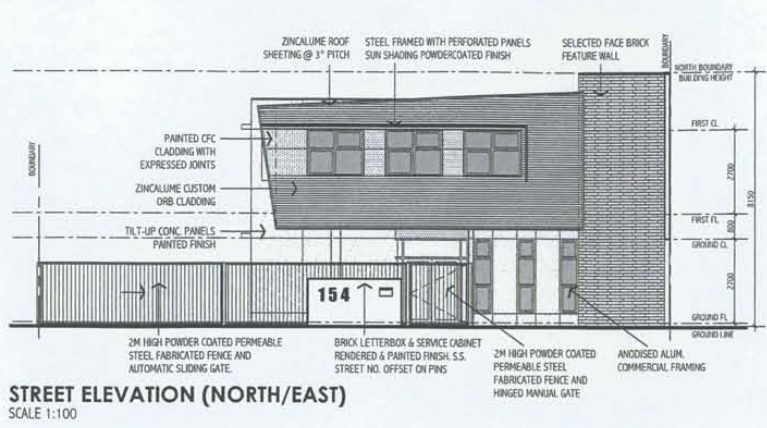 ZINCALUME ROOF
SHEETING @ 3° PITCH
STEEL FRAMED WITH PERFORATED PANELS
SUN SHADING POWDERCOATED FINISH
SELECTED FACE BRICK
FEATURE WALL
BOUNDARY
NORTH BOUNDARY
BUILDING HEIGHT
FIRST CL
PAINTED CFC
CLADDING WITH
EXPRESSED JOINTS
BOUNDARY
2700
8150
ZINCALUME CUSTOM
ORB CLADDING
FIRST FL
800
TILT-UP CONC. PANELS
PAINTED FINISH
GROUND CL
2700
154
GROUND FL
GROUND LINE
2M HIGH POWDER COATED PERMEABLE
STEEL FABRICATED FENCE AND
AUTOMATIC SLIDING GATE.
BRICK LETTERBOX & SERVICE CABINET
RENDERED & PAINTED FINISH. S.S.
STREET NO. OFFSET ON PINS
2M HIGH POWDER COATED
PERMEABLE STEEL
FABRICATED FENCE AND
HINGED MANUAL GATE
ANODISED ALUM.
COMMERCIAL FRAMING
STREET ELEVATION (NORTH/EAST)
SCALE 1:100